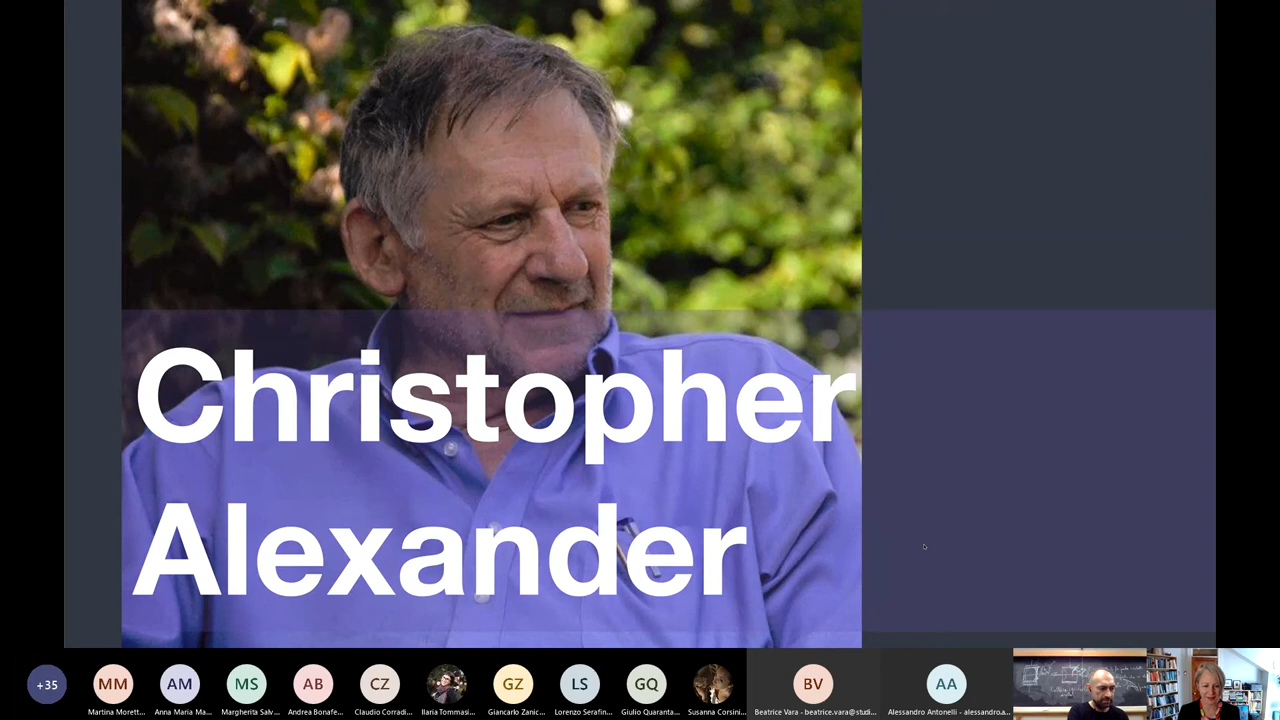 Christopher
Alexander
+35
MM
AM
MS
AB
CZ
GZ
LS
GQ
BV
AA
Martina Morett...
Anna Maria Ma...
Margherita Salv...
Andrea Bonafe...
Claudio Corradi...
Ilaria Tommasi...
Giancarlo Zanic...
Lorenzo Serafin...
Giulio Quaranta...
Susanna Corsini...
Beatrice Vara - beatrice.vara@studi...
Alessandro Antonelli - alessandro.a...